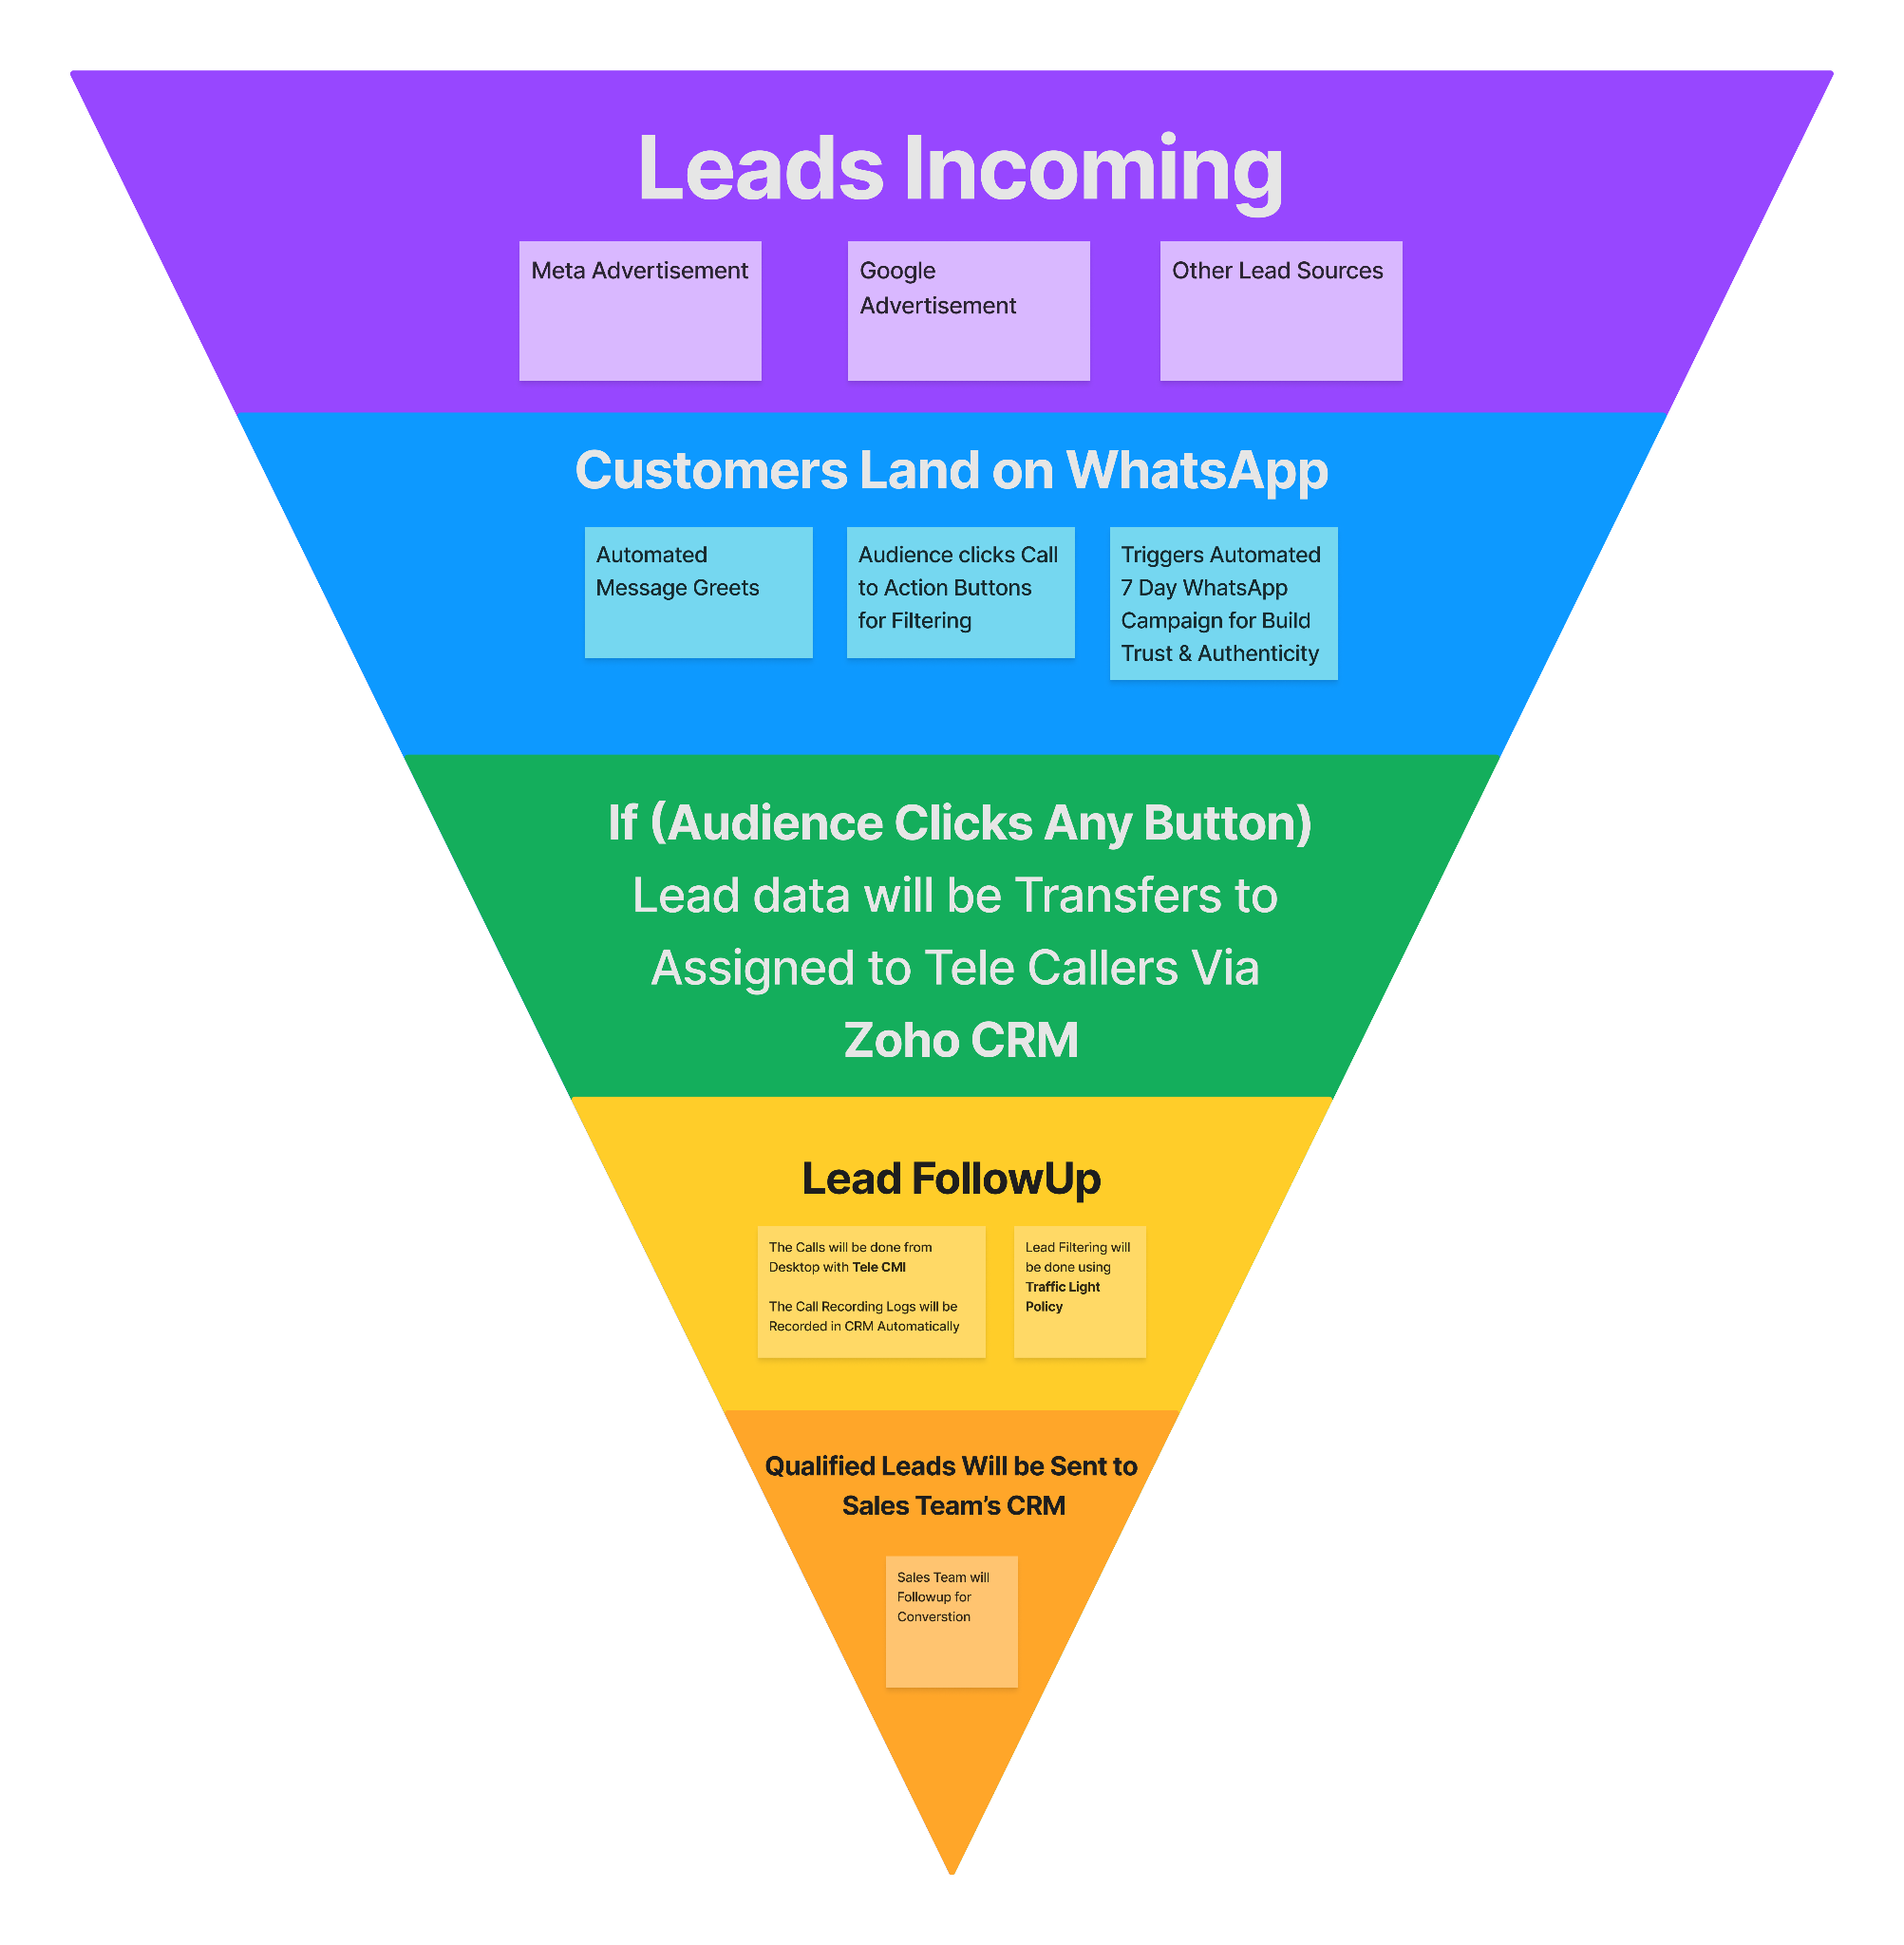 Leads Incoming
Meta Advertisement
Google
Advertisement
Other Lead Sources
Customers Land on WhatsApp
Automated
Message Greets
Audience clicks Call
to Action Buttons
for Filtering
Triggers Automated
7 Day WhatsApp
Campaign for Build
Trust & Authenticity
If (Audience Clicks Any Button)
Lead data will be Transfers to
Assigned to Tele Callers Via
Zoho CRM
Lead FollowUp
The Calls will be done from
Desktop with Tele CMI
The Call Recording Logs will be
Recorded in CRM Automatically
Lead Filtering will
be done using
Traffic Light
Policy
Qualified Leads Will be Sent to
Sales Team’s CRM
Sales Team will
Followup for
Converstion